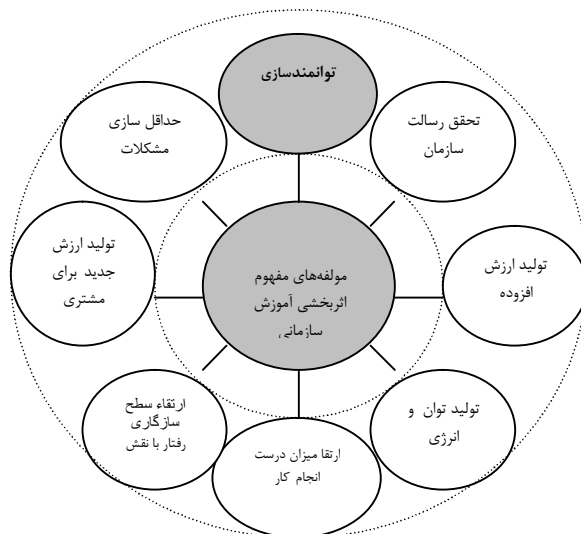 توانمندسازی
تحقق رسالت
سازمان
تولید ارزش
افزوده
تولید توان و
انرژی
ارتقا میزان درست
انجام کار
ارتقاء سطح
سازگاری
رفتار با نقش
تولید ارزش
جدید برای
مشتری
حداقل سازی
مشکلات
مولفه‌های مفهوم
اثربخشی آموزش
سازمانی